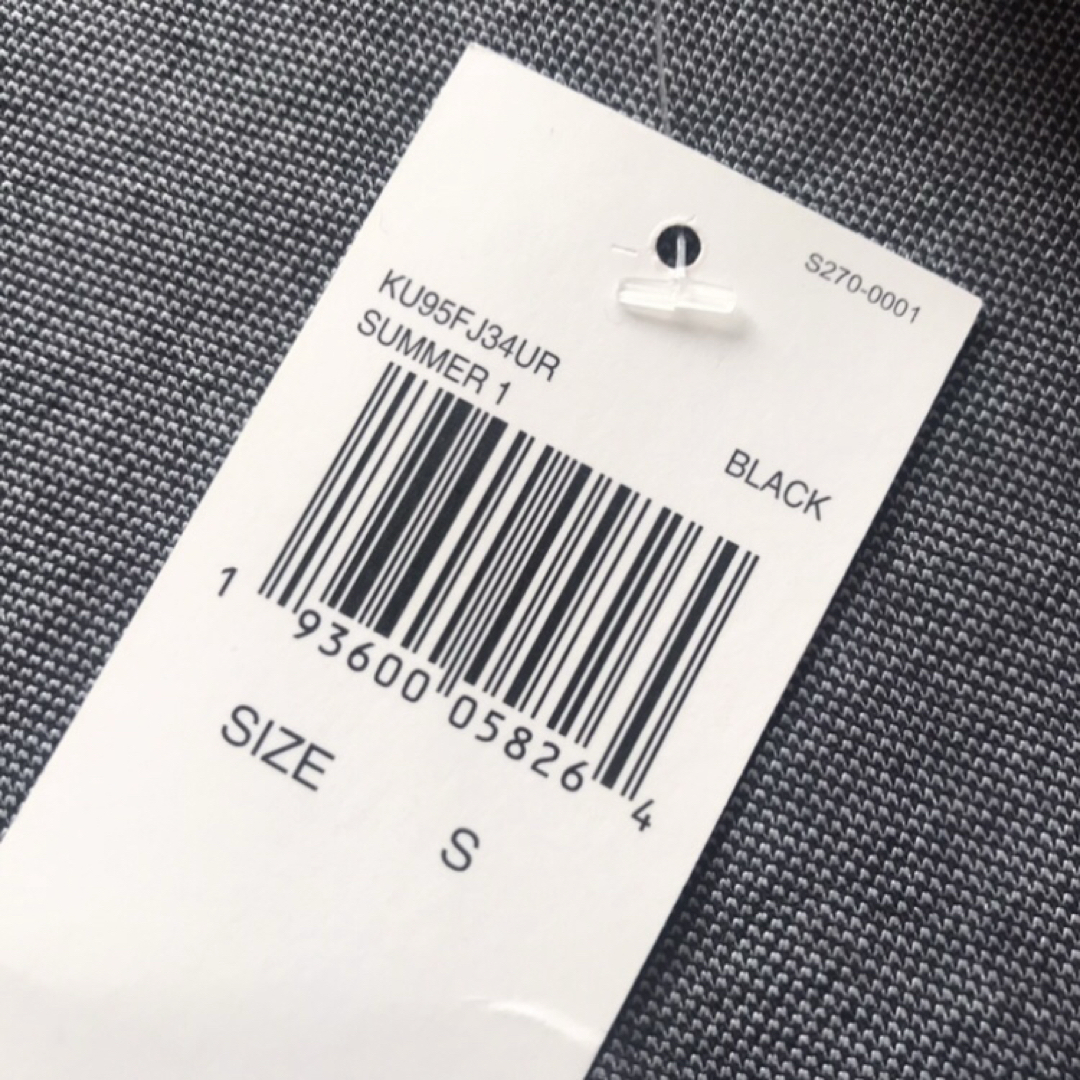 S270-0001
KU95FJ34UR
SUMMER 1
BLACK
1 93600 05826 4
SIZE
S